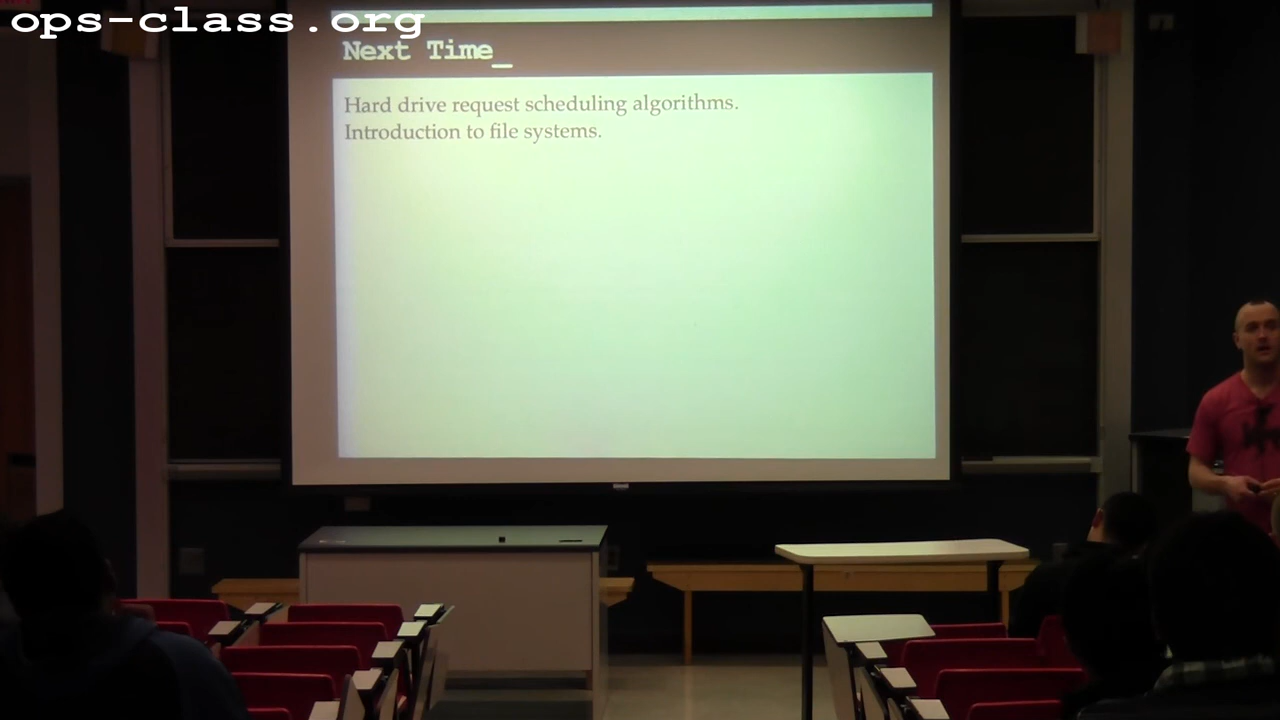 ops-class.org
Next Time_
Hard drive request scheduling algorithms.
Introduction to file systems.